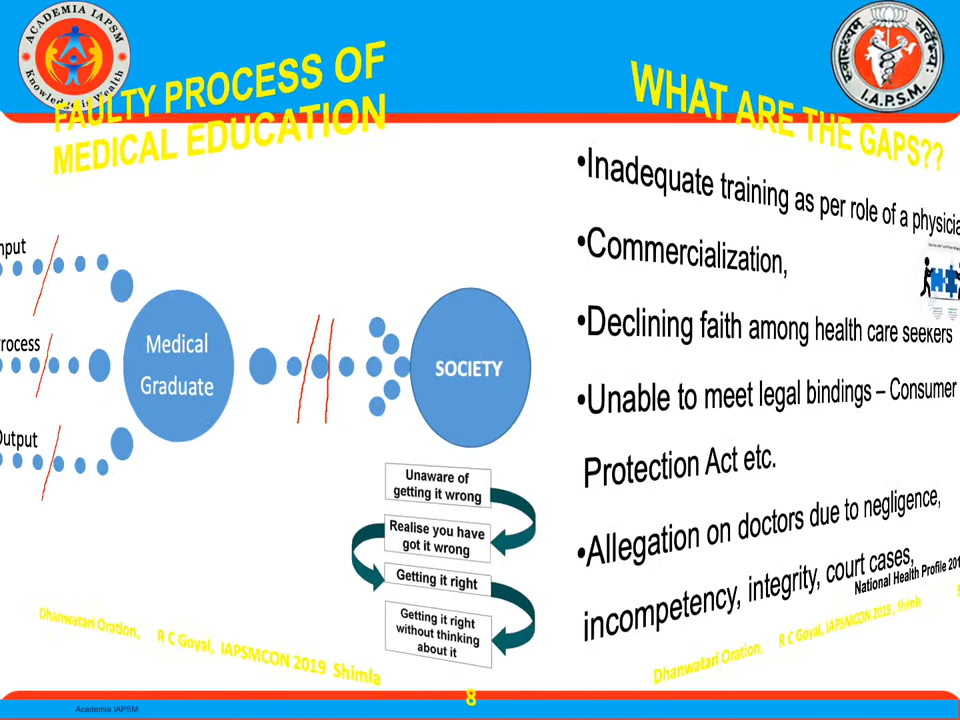 ACADEMIA IAPSM
Knowledge is Wealth
I.A.P.S.M.
FAULTY PROCESS OF
MEDICAL EDUCATION
nput
rocess
Output
Medical
Graduate
SOCIETY
Unaware of
getting it wrong
Realise you have
got it wrong
Getting it right
Getting it right
without thinking
about it
Dhanwatari Oration, R C Goyal, IAPSMCON 2019 Shimla
WHAT ARE THE GAPS??
•Inadequate training as per role of a physicia
•Commercialization,
•Declining faith among health care seekers
•Unable to meet legal bindings – Consumer
Protection Act etc.
•Allegation on doctors due to negligence,
incompetency, integrity, court cases,
National Health Profile 201
Dhanwatari Oration, R C Goyal, IAPSMCON 2019, Shimla
8
Academia IAPSM